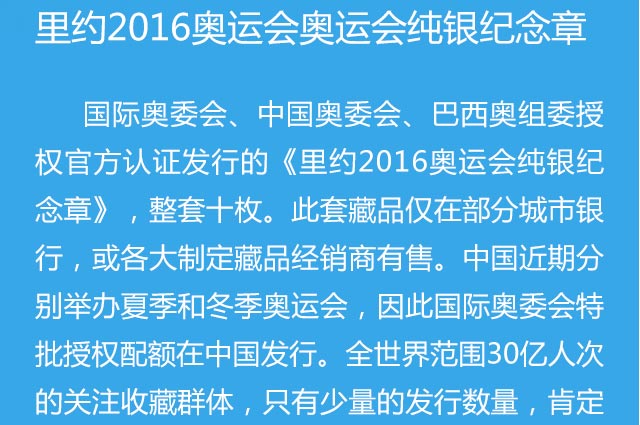 里约2016奥运会奥运会纯银纪念章
国际奥委会、中国奥委会、巴西奥组委授
权官方认证发行的《里约2016奥运会纯银纪
念章》，整套十枚。此套藏品仅在部分城市银
行，或各大制定藏品经销商有售。中国近期分
别举办夏季和冬季奥运会，因此国际奥委会特
批授权配额在中国发行。全世界范围30亿人次
的关注收藏群体，只有少量的发行数量，肯定